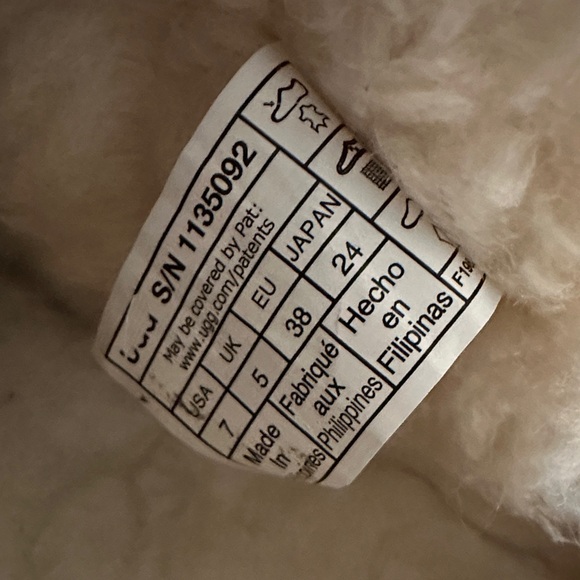 S/N 1135092
May be covered by Pat.:
www.ugg.com/patents
USA UK EU JAPAN
7 5 38 24
Made
in
Fabriqué
aux
Philippines
Hecho
en
Filipinas